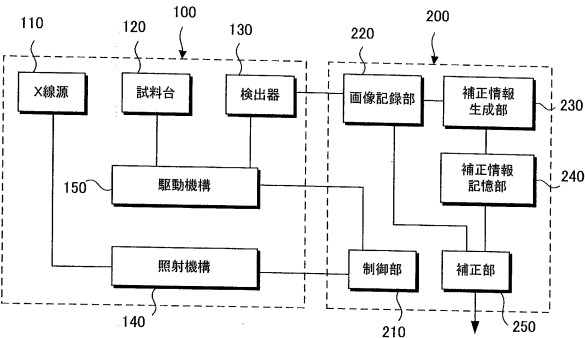 110
120
100
130
220
200
X線源
試料台
検出器
画像記録部
補正情報
生成部
230
補正情報
記憶部
240
150
駆動機構
照射機構
制御部
補正部
140
210
250